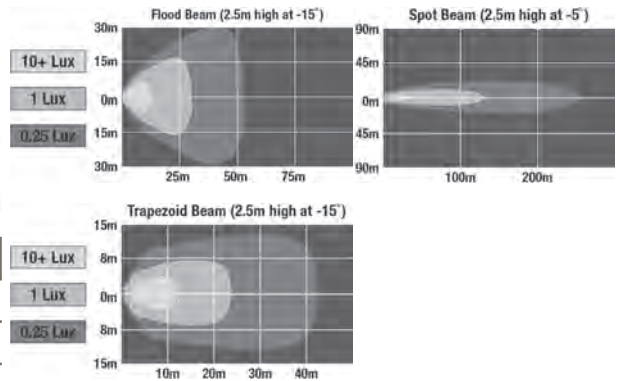 Flood Beam (2.5m high at -15˚)
30m
15m
0m
15m
30m
25m 50m 75m
10+ Lux
1 Lux
0.25 Lux
Spot Beam (2.5m high at -5˚)
90m
45m
0m
45m
90m
100m 200m
Trapezoid Beam (2.5m high at -15˚)
15m
8m
0m
8m
15m
10m 20m 30m 40m
10+ Lux
1 Lux
0.25 Lux